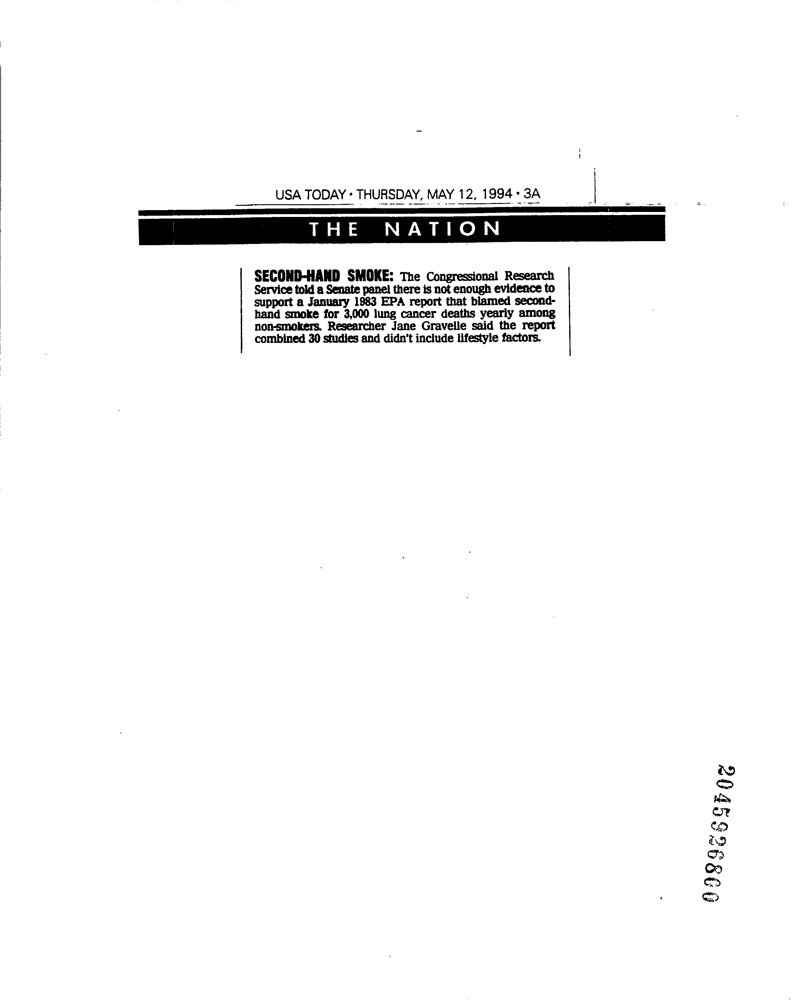 USA TODAY · THURSDAY, MAY 12, 1994 · 3A
THE NATION
SECOND-HAND SMOKE: The Congressional Research
Service told a Senate panel there is not enough evidence to
support a January 1983 EPA report that blamed second-
hand smoke for 3,000 lung cancer deaths yearly among
non-smokers. Researcher Jane Gravelle said the report
combined 30 studies and didn't include lifestyle factors.
2045926800